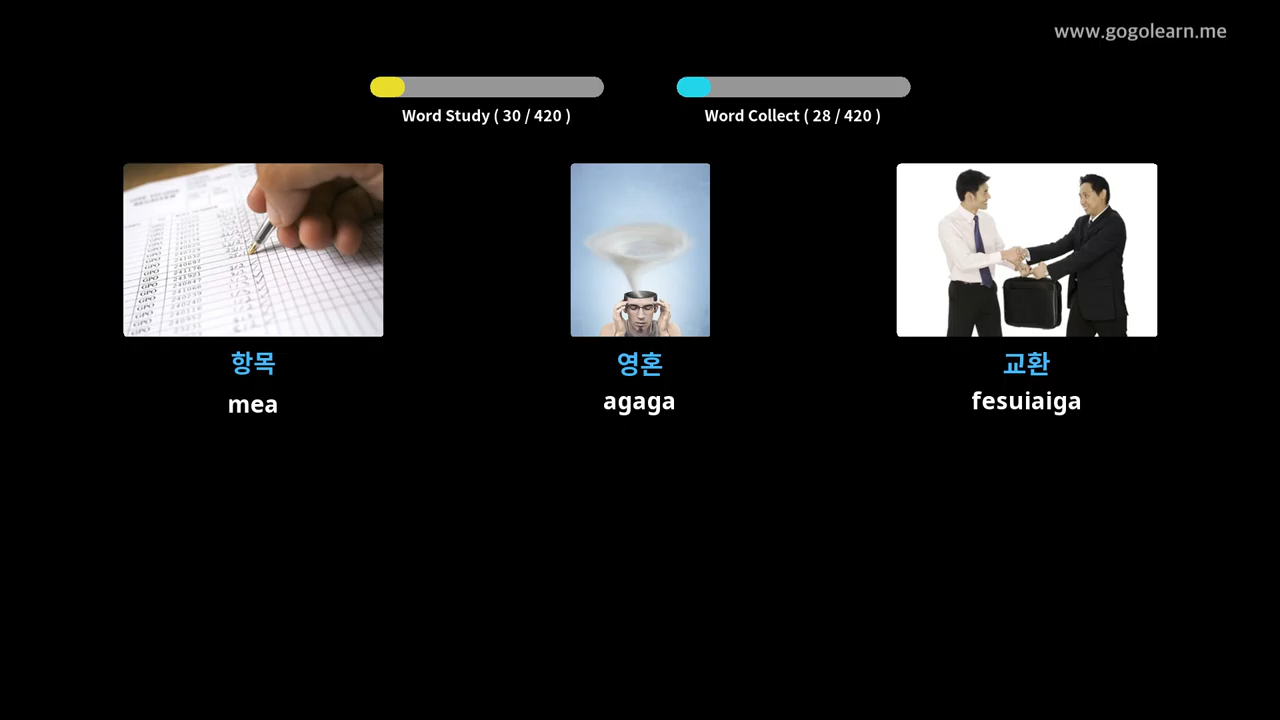 www.gogolearn.me
Word Study ( 30 / 420 )
Word Collect ( 28 / 420 )
항목
영혼
교환
mea
agaga
fesuiaiga